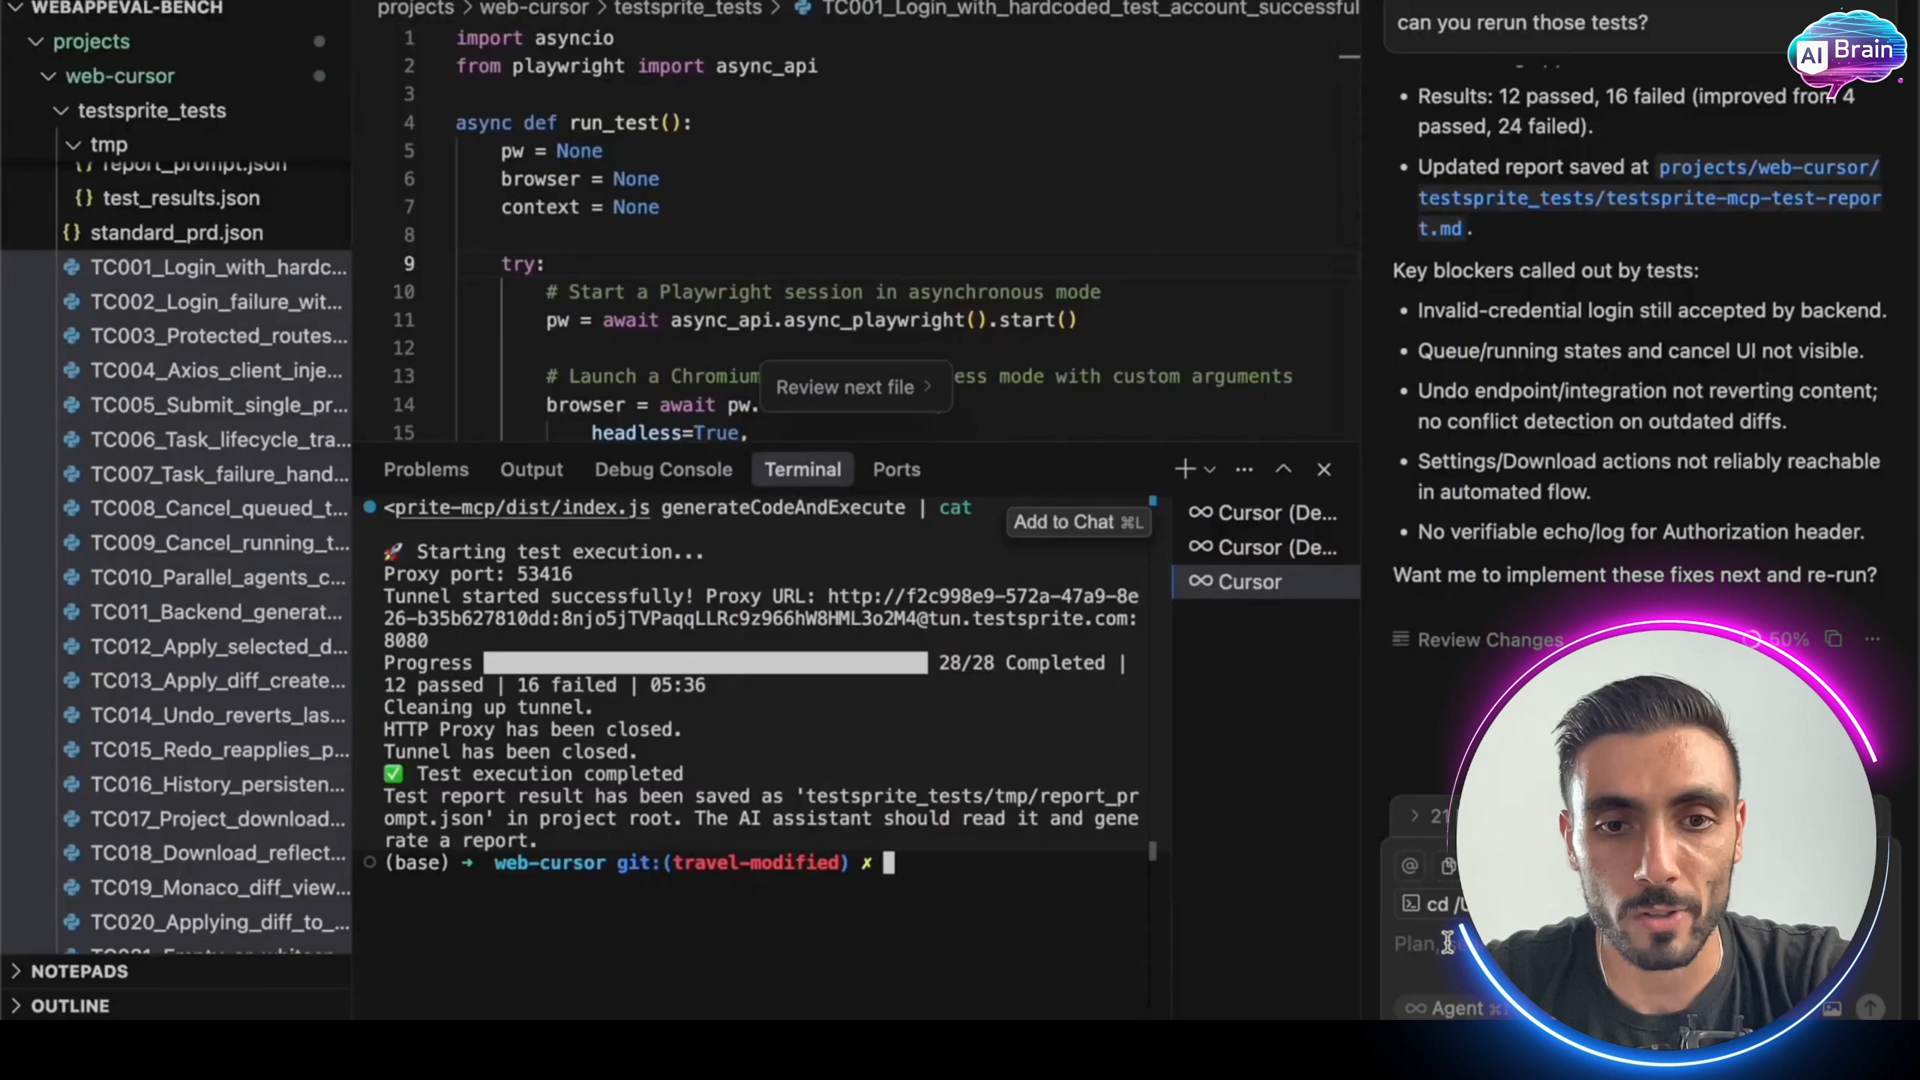 WEBAPPEVAL-BENCH
projects
web-cursor
testsprite_tests
tmp
report_prompt.json
test_results.json
standard_prd.json
TC001_Login_with_hardc...
TC002_Login_failure_wit...
TC003_Protected_routes...
TC004_Axios_client_inje...
TC005_Submit_single_pr...
TC006_Task_lifecycle_tra...
TC007_Task_failure_hand...
TC008_Cancel_queued_t...
TC009_Cancel_running_t...
TC010_Parallel_agents_c...
TC011_Backend_generat...
TC012_Apply_selected_d...
TC013_Apply_diff_create...
TC014_Undo_reverts_las...
TC015_Redo_reapplies_p...
TC016_History_persisten...
TC017_Project_download...
TC018_Download_reflect...
TC019_Monaco_diff_view...
TC020_Applying_diff_to_...
NOTEPADS
OUTLINE
projects > web-cursor > testsprite_tests > TC001_Login_with_hardcoded_test_account_successful
1 import asyncio
2 from playwright import async_api
3
4 async def run_test():
5 pw = None
6 browser = None
7 context = None
8
9 try:
10 # Start a Playwright session in asynchronous mode
11 pw = await async_api.async_playwright().start()
12
13 # Launch a Chromium ess mode with custom arguments
Review next file >
14 browser = await pw.
15 headless=True,
Problems Output Debug Console Terminal Ports
<prite-mcp/dist/index.js generateCodeAndExecute | cat
Add to Chat ⌘L
🚀 Starting test execution...
Proxy port: 53416
Tunnel started successfully! Proxy URL: http://f2c998e9-572a-47a9-8e
26-b35b627810dd:8njo5jTVPaqqLLRc9z966hW8HML3o2M4@tun.testsprite.com:
8080
Progress 28/28 Completed |
12 passed | 16 failed | 05:36
Cleaning up tunnel.
HTTP Proxy has been closed.
Tunnel has been closed.
✅ Test execution completed
Test report result has been saved as 'testsprite_tests/tmp/report_pr
ompt.json' in project root. The AI assistant should read it and gene
rate a report.
(base) → web-cursor git:(travel-modified) ✗
Cursor (De...
Cursor (De...
Cursor
can you rerun those tests?
AI Brain
• Results: 12 passed, 16 failed (improved from 4
passed, 24 failed).
• Updated report saved at projects/web-cursor/
testsprite_tests/testsprite-mcp-test-repor
t.md.
Key blockers called out by tests:
• Invalid-credential login still accepted by backend.
• Queue/running states and cancel UI not visible.
• Undo endpoint/integration not reverting content;
no conflict detection on outdated diffs.
• Settings/Download actions not reliably reachable
in automated flow.
• No verifiable echo/log for Authorization header.
Want me to implement these fixes next and re-run?
Review Changes 50%
> 21
@
cd /U
Plan,
Agent